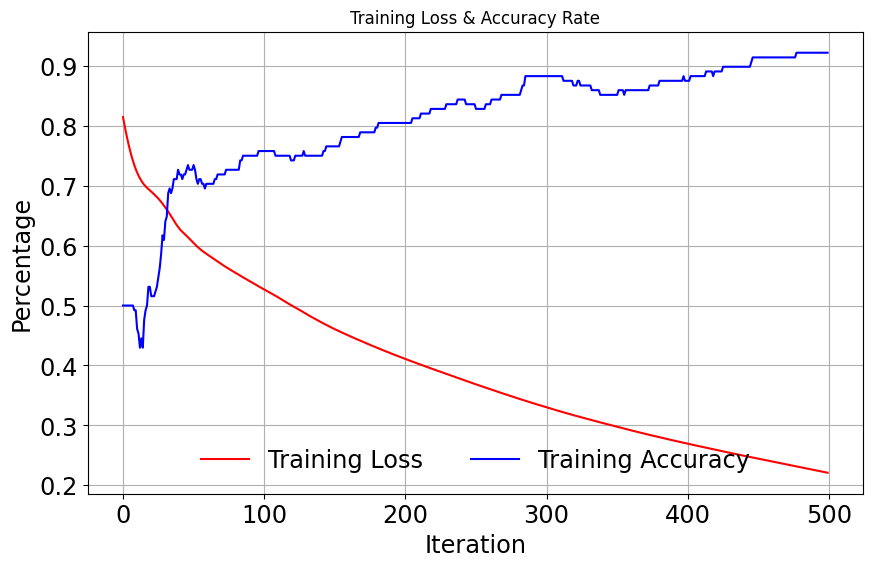 Training Loss & Accuracy Rate
Percentage
0.9
0.8
0.7
0.6
0.5
0.4
0.3
0.2
Training Loss
Training Accuracy
0
100
200
300
400
500
Iteration